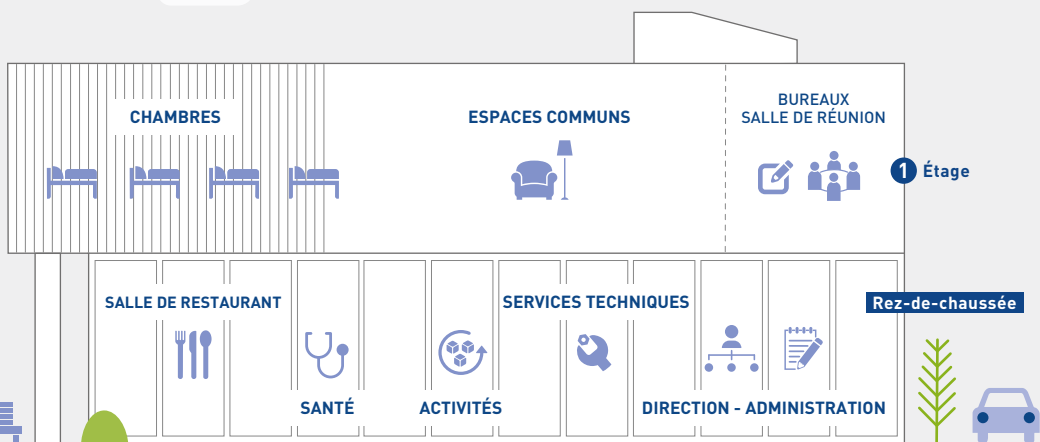 CHAMBRES
ESPACES COMMUNS
BUREAUX
SALLE DE RÉUNION
1 Étage
SALLE DE RESTAURANT
SERVICES TECHNIQUES
Rez-de-chaussée
SANTÉ
ACTIVITÉS
DIRECTION - ADMINISTRATION